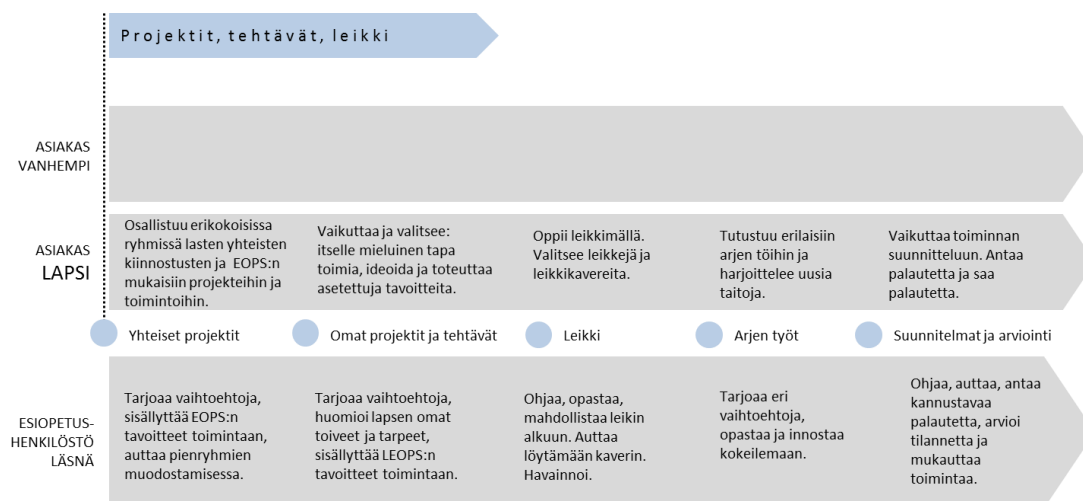 Projektit, tehtävät, leikki
ASIAKAS
VANHEMPI
ASIAKAS
LAPSI
Osallistuu erikokoisissa
ryhmissä lasten yhteisten
kiinnostusten ja EOPS:n
mukaisiin projekteihin ja
toimintoihin.
Vaikuttaa ja valitsee:
itselle mieluinen tapa
toimia, ideoida ja toteuttaa
asetettuja tavoitteita.
Oppii leikkimällä.
Valitsee leikkejä ja
leikkikavereita.
Tutustuu erilaisiin
arjen töihin ja
harjoittelee uusia
taitoja.
Vaikuttaa toiminnan
suunnitteluun. Antaa
palautetta ja saa
palautetta.
Yhteiset projektit
Omat projektit ja tehtävät
Leikki
Arjen työt
Suunnitelmat ja arviointi
ESIOPETUS-
HENKILÖSTÖ
LÄSNÄ
Tarjoaa vaihtoehtoja,
sisällyttää EOPS:n
tavoitteet toimintaan,
auttaa pienryhmien
muodostamisessa.
Tarjoaa vaihtoehtoja,
huomioi lapsen omat
toiveet ja tarpeet,
sisällyttää LEOPS:n
tavoitteet toimintaan.
Ohjaa, opastaa,
mahdollistaa leikin
alkuun. Auttaa
löytämään kaverin.
Havainnoi.
Tarjoaa eri
vaihtoehtoja,
opastaa ja innostaa
kokeilemaan.
Ohjaa, auttaa, antaa
kannustavaa
palautetta, arvioi
tilannetta ja
mukauttaa
toimintaa.